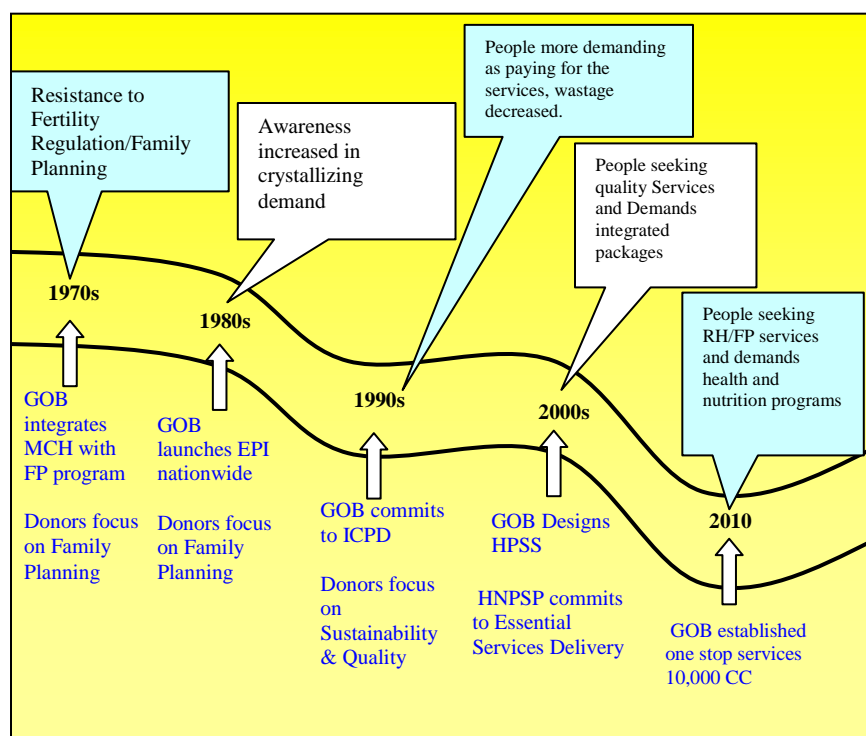 Resistance to
Fertility
Regulation/Family
Planning
Awareness
increased in
crystallizing
demand
People more demanding
as paying for the
services, wastage
decreased.
People seeking
quality Services
and Demands
integrated
packages
People seeking
RH/FP services
and demands
health and
nutrition programs
1970s
1980s
1990s
2000s
2010
GOB
integrates
MCH with
FP program
Donors focus
on Family
Planning
GOB
launches EPI
nationwide
Donors focus
on Family
Planning
GOB commits
to ICPD
Donors focus
on
Sustainability
& Quality
GOB Designs
HPSS
HNPSP commits
to Essential
Services Delivery
GOB established
one stop services
10,000 CC